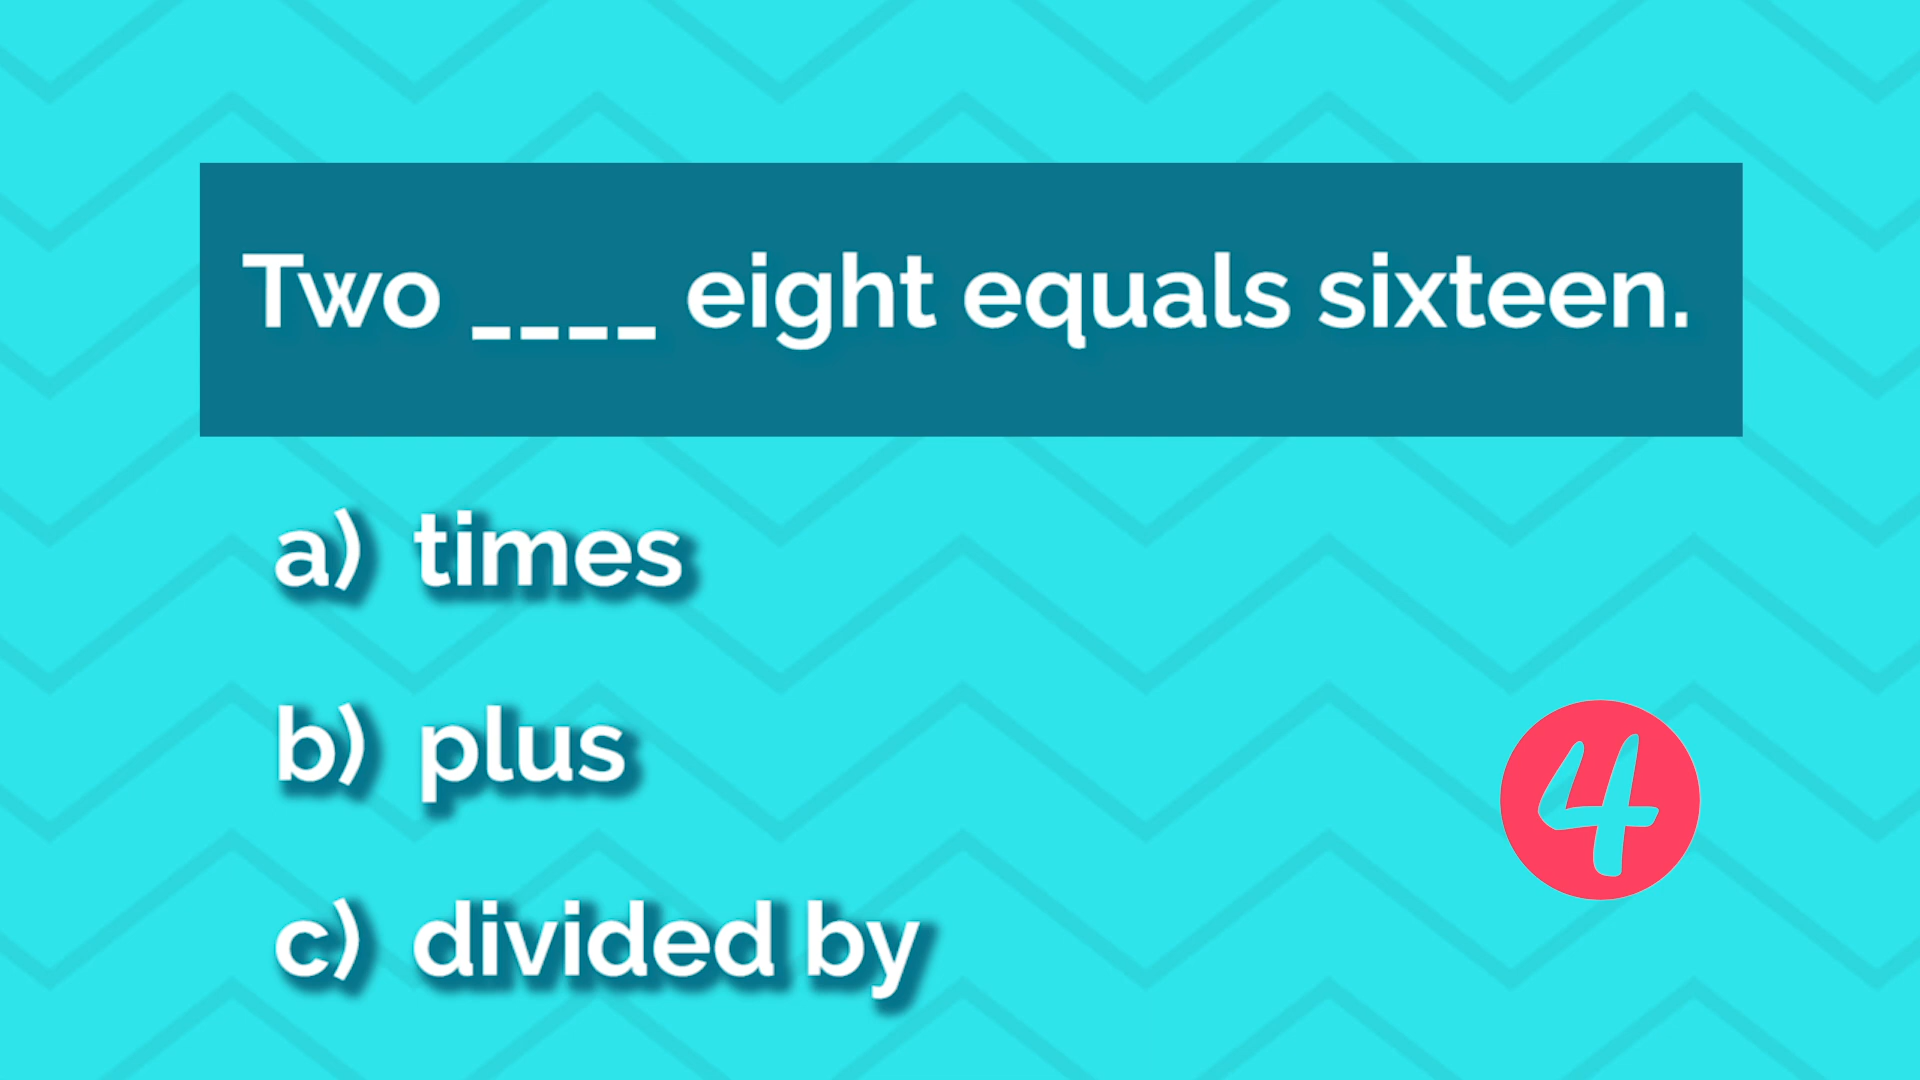 Two ____ eight equals sixteen.
a) times
b) plus
4
c) divided by